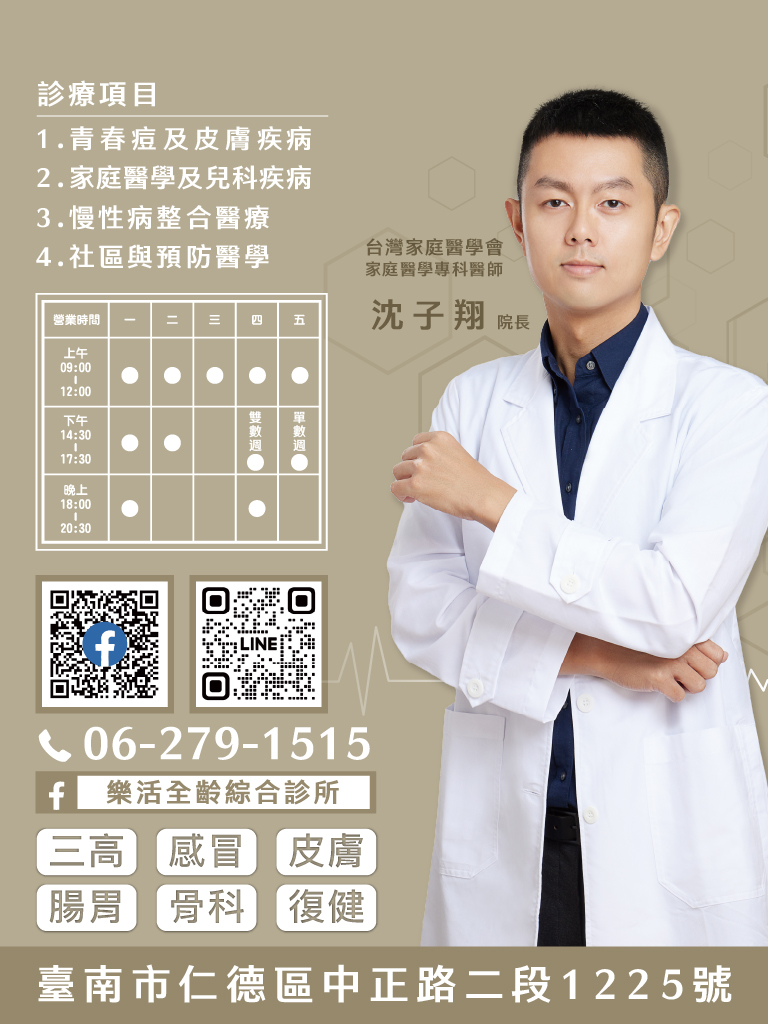 診療項目
1.青春痘及皮膚疾病
2.家庭醫學及兒科疾病
3.慢性病整合醫療
4.社區與預防醫學
台灣家庭醫學會
家庭醫學專科醫師
沈子翔 院長
營業時間 一 二 三 四 五
上午
09:00
-
12:00
下午
14:30
-
17:30
雙數週
單數週
晚上
18:00
-
20:30
LINE
06-279-1515
樂活全齡綜合診所
三高 感冒 皮膚
腸胃 骨科 復健
臺南市仁德區中正路二段1225號